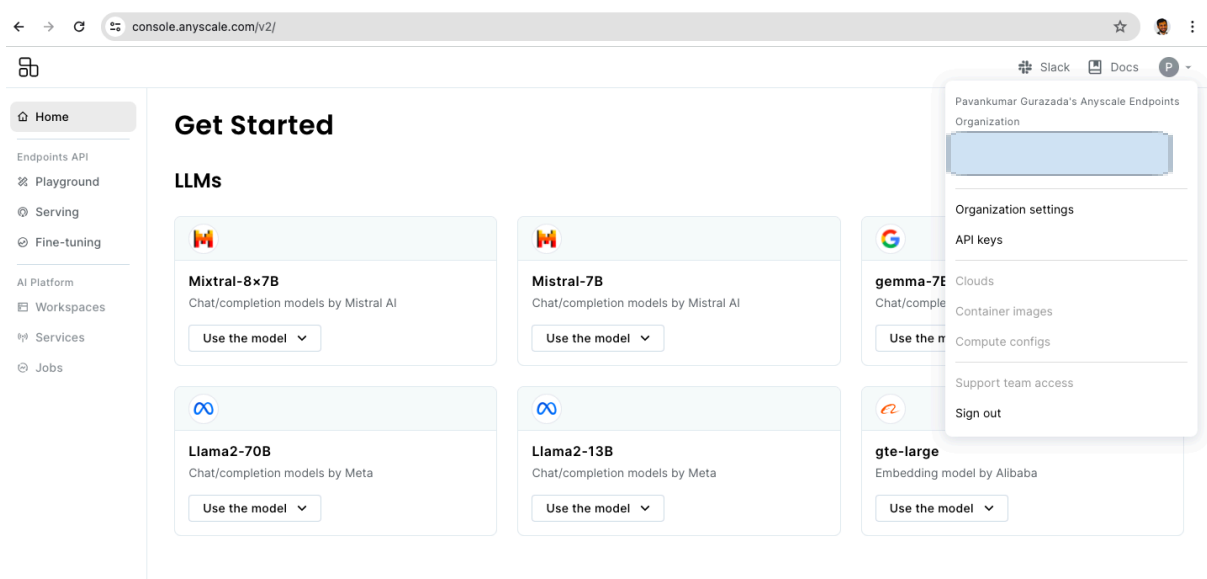 console.anyscale.com/v2/
Slack
Docs
P
Home
Endpoints API
Playground
Serving
Fine-tuning
AI Platform
Workspaces
Services
Jobs
Get Started
LLMs
Mixtral-8×7B
Chat/completion models by Mistral AI
Use the model
Mistral-7B
Chat/completion models by Mistral AI
Use the model
gemma-7
Chat/comple
Use the
Llama2-70B
Chat/completion models by Meta
Use the model
Llama2-13B
Chat/completion models by Meta
Use the model
gte-large
Embedding model by Alibaba
Use the model
Pavankumar Gurazada's Anyscale Endpoints
Organization
Organization settings
API keys
Clouds
Container images
Compute configs
Support team access
Sign out